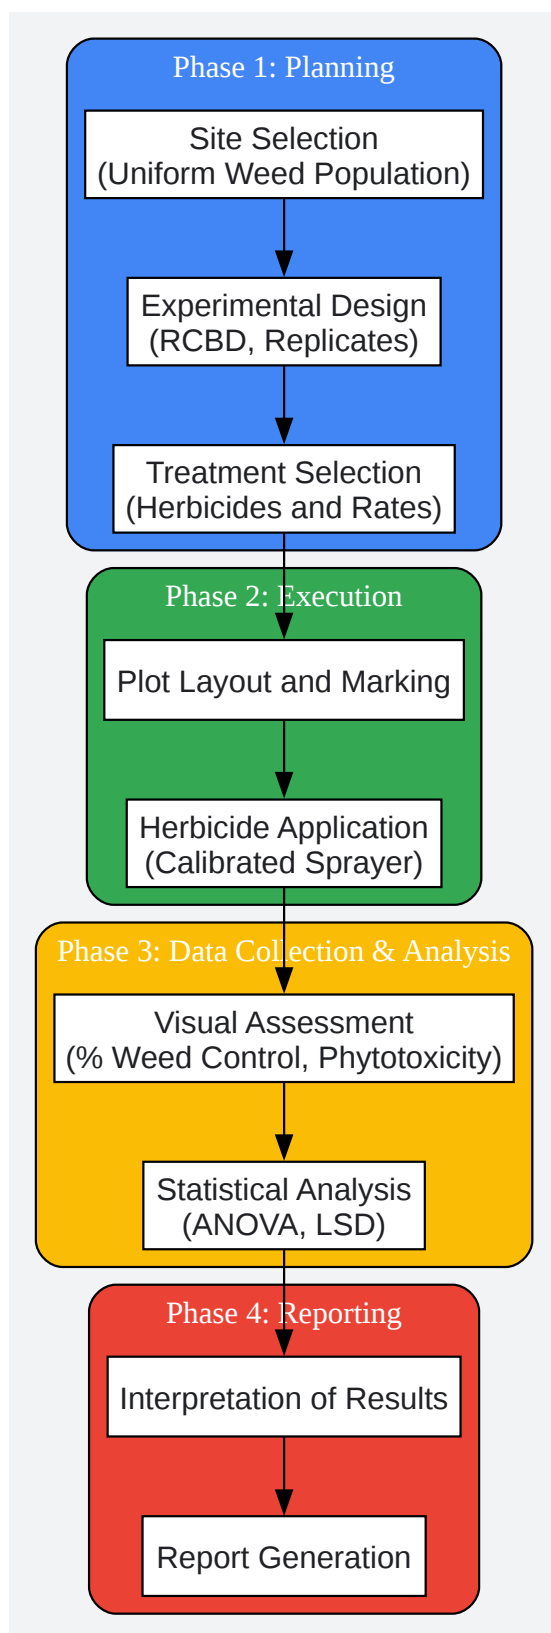 Phase 1: Planning
Site Selection
(Uniform Weed Population)
Experimental Design
(RCBD, Replicates)
Treatment Selection
(Herbicides and Rates)
Phase 2: Execution
Plot Layout and Marking
Herbicide Application
(Calibrated Sprayer)
Phase 3: Data Collection & Analysis
Visual Assessment
(% Weed Control, Phytotoxicity)
Statistical Analysis
(ANOVA, LSD)
Phase 4: Reporting
Interpretation of Results
Report Generation